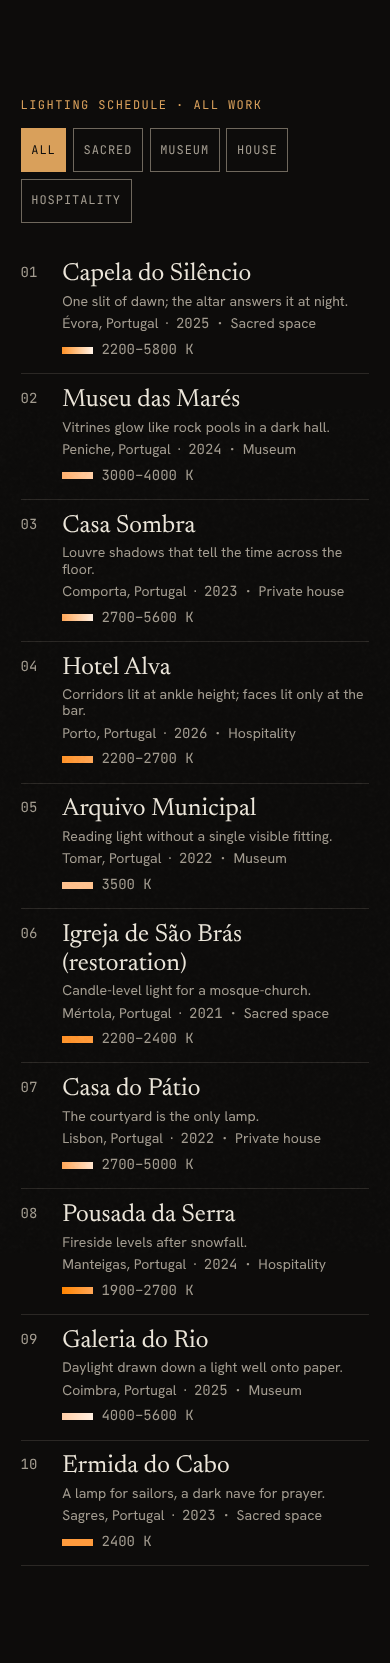 LIGHTING SCHEDULE · ALL WORK
ALL SACRED MUSEUM HOUSE
HOSPITALITY
01 Capela do Silêncio
One slit of dawn; the altar answers it at night.
Évora, Portugal · 2025 · Sacred space
2200–5800 K
02 Museu das Marés
Vitrines glow like rock pools in a dark hall.
Peniche, Portugal · 2024 · Museum
3000–4000 K
03 Casa Sombra
Louvre shadows that tell the time across the
floor.
Comporta, Portugal · 2023 · Private house
2700–5600 K
04 Hotel Alva
Corridors lit at ankle height; faces lit only at the
bar.
Porto, Portugal · 2026 · Hospitality
2200–2700 K
05 Arquivo Municipal
Reading light without a single visible fitting.
Tomar, Portugal · 2022 · Museum
3500 K
06 Igreja de São Brás
(restoration)
Candle-level light for a mosque-church.
Mértola, Portugal · 2021 · Sacred space
2200–2400 K
07 Casa do Pátio
The courtyard is the only lamp.
Lisbon, Portugal · 2022 · Private house
2700–5000 K
08 Pousada da Serra
Fireside levels after snowfall.
Manteigas, Portugal · 2024 · Hospitality
1900–2700 K
09 Galeria do Rio
Daylight drawn down a light well onto paper.
Coimbra, Portugal · 2025 · Museum
4000–5600 K
10 Ermida do Cabo
A lamp for sailors, a dark nave for prayer.
Sagres, Portugal · 2023 · Sacred space
2400 K